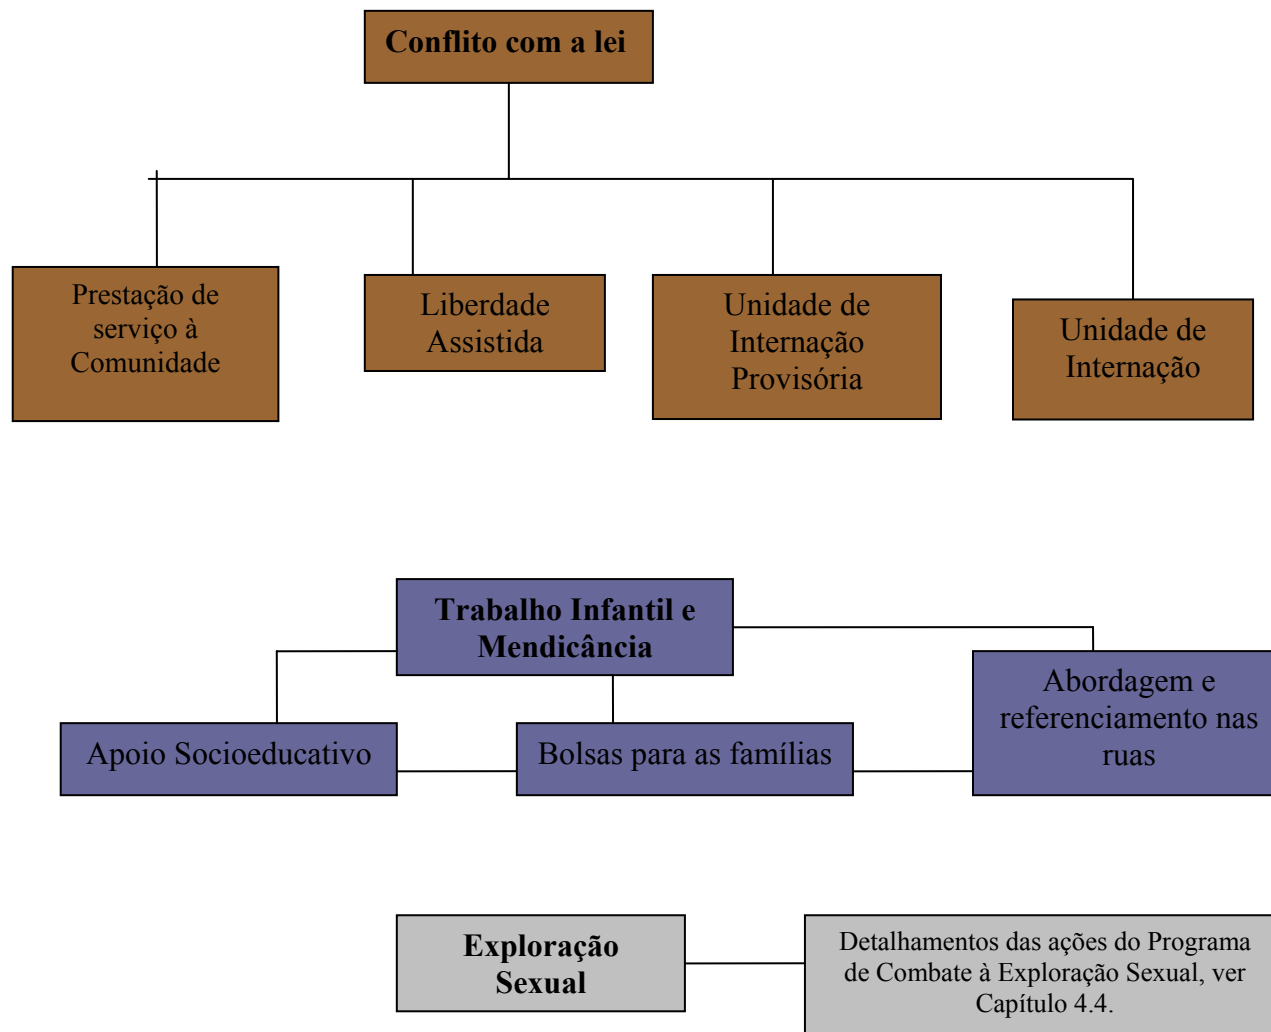 Conflito com a lei
Prestação de
serviço à
Comunidade
Liberdade
Assistida
Unidade de
Internação
Provisória
Unidade de
Internação
Trabalho Infantil e
Mendicância
Apoio Socioeducativo
Bolsas para as famílias
Abordagem e
referenciamento nas
ruas
Exploração
Sexual
Detalhamentos das ações do Programa
de Combate à Exploração Sexual, ver
Capítulo 4.4.